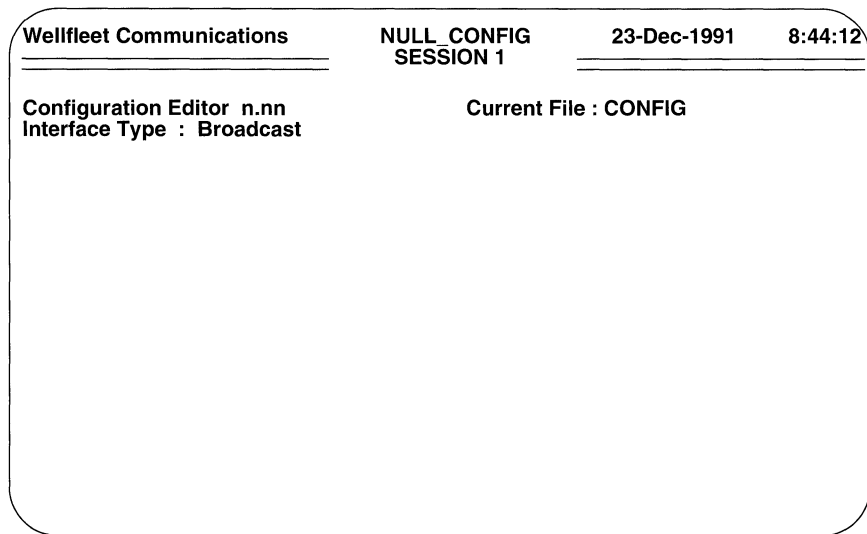 Wellfleet Communications NULL_CONFIG 23-Dec-1991 8:44:12
SESSION 1
Configuration Editor n.nn Current File : CONFIG
Interface Type : Broadcast